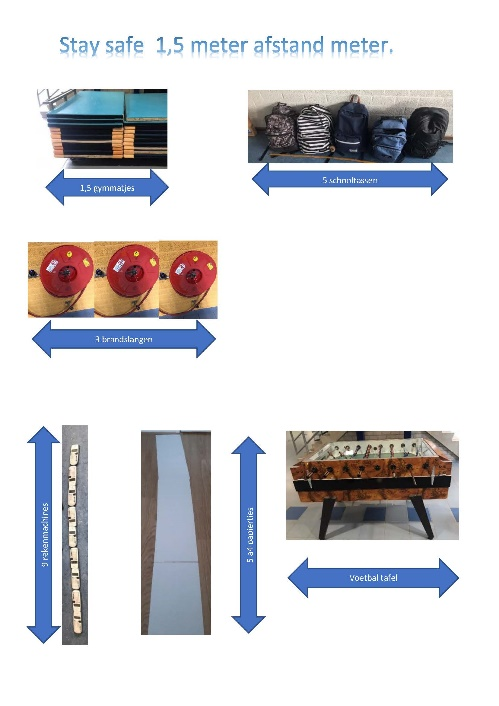 Stay safe 1,5 meter afstand meter.
1,5 gymmatjes
5 schooltassen
3 brandslangen
9 rekenmachines
5 a4 papiertjes
Voetbal tafel